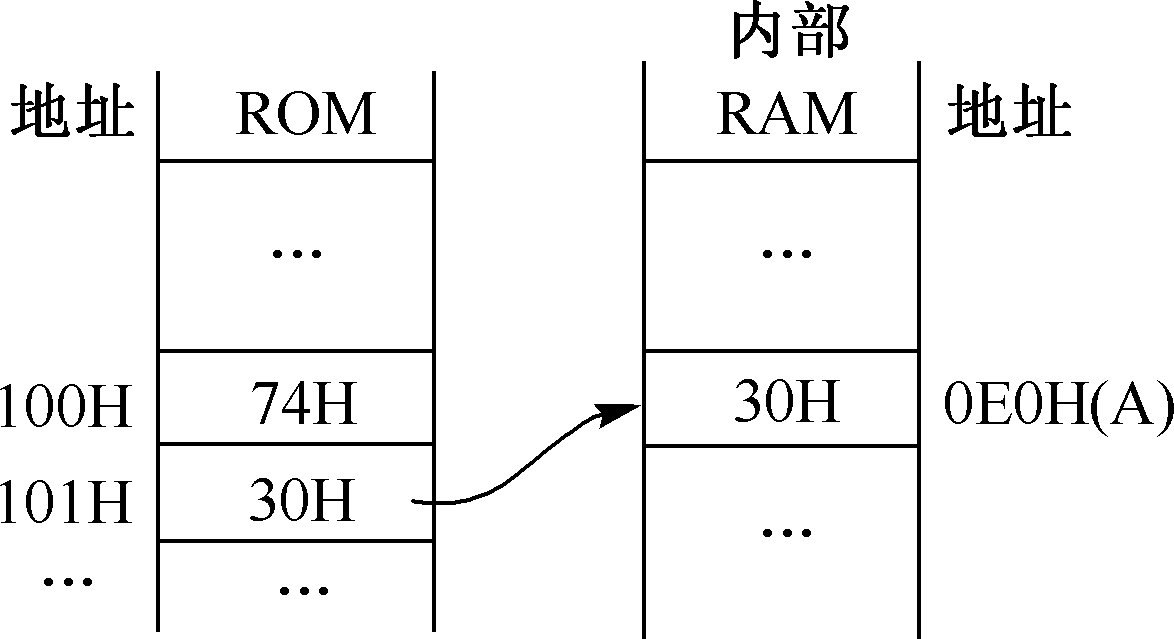 内部
地址 ROM RAM 地址
... ...
100H 74H 30H 0E0H(A)
101H 30H ...
... ...